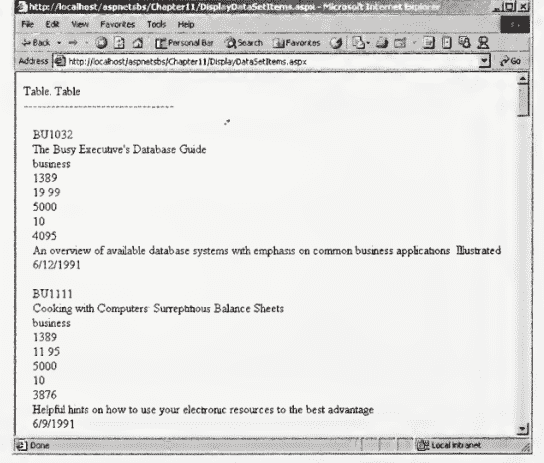 http://localhost/aspnetsbs/Chapter11/DisplayDataSetItems.aspx - Microsoft Internet Explorer
File Edit View Favorites Tools Help
Back Personal Bar Search Favorites
Address http://localhost/aspnetsbs/Chapter11/DisplayDataSetItems.aspx Go
Table. Table
-------------------------------
BU1032
The Busy Executive's Database Guide
business
1389
19 99
5000
10
4095
An overview of available database systems with emphasis on common business applications Illustrated
6/12/1991
BU1111
Cooking with Computers Surreptitious Balance Sheets
business
1389
11 95
5000
10
3876
Helpful hints on how to use your electronic resources to the best advantage
6/9/1991
Done Local intranet